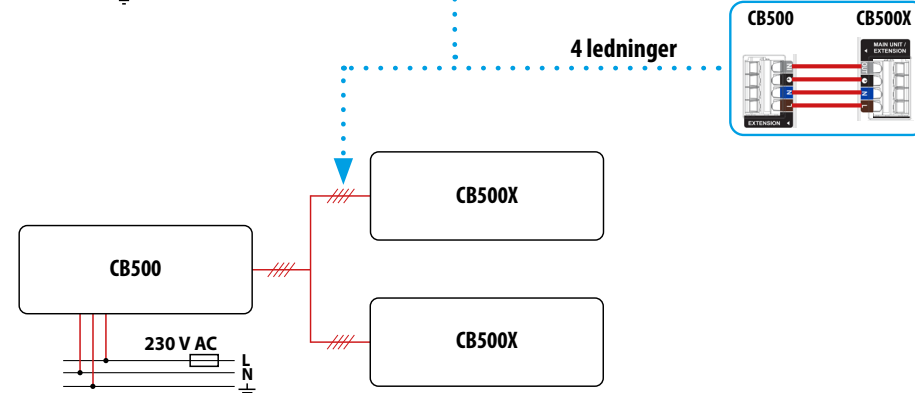 CB500
CB500X
MAIN UNIT /
EXTENSION
4 ledninger
N
N
L
L
EXTENSION
CB500X
CB500
CB500X
230 V AC
L
N